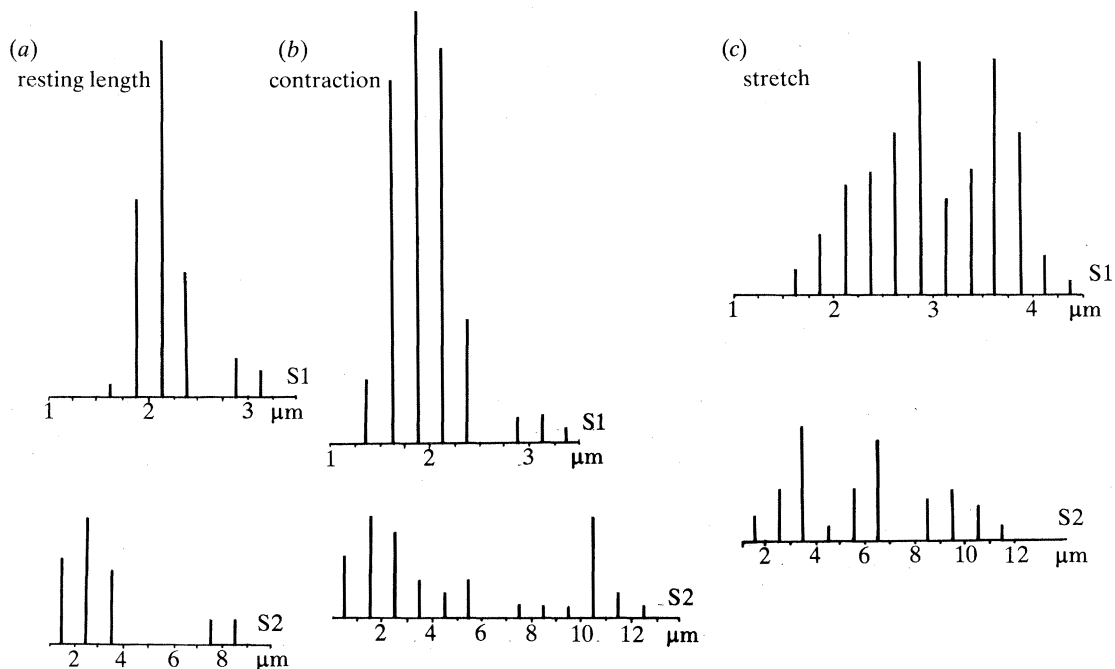 (a)
resting length
S1
1 2 3 μm
S2
2 4 6 8 μm
(b)
contraction
S1
1 2 3 μm
S2
2 4 6 8 10 12 μm
(c)
stretch
S1
1 2 3 4 μm
S2
2 4 6 8 10 12 μm